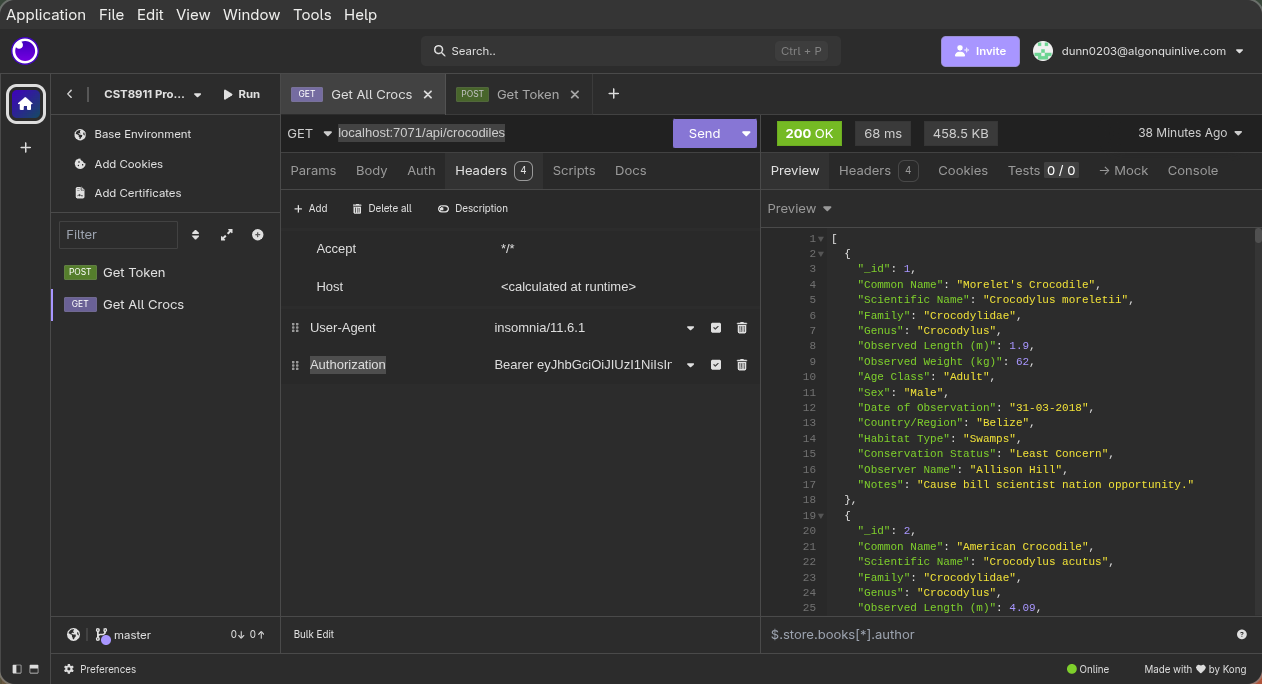 Application File Edit View Window Tools Help
Search.. Ctrl + P
Invite
dunn0203@algonquinlive.com
CST8911 Pro...
Run
Base Environment
Add Cookies
Add Certificates
Filter
POST Get Token
GET Get All Crocs
GET Get All Crocs
POST Get Token
GET localhost:7071/api/crocodiles
Send
Params Body Auth Headers 4 Scripts Docs
Add Delete all Description
Accept */*
Host <calculated at runtime>
User-Agent insomnia/11.6.1
Authorization Bearer eyJhbGciOiJIUzI1NiIsIr
200 OK 68 ms 458.5 KB 38 Minutes Ago
Preview Headers 4 Cookies Tests 0 / 0 Mock Console
Preview
1 [
2 {
3 "_id": 1,
4 "Common Name": "Morelet's Crocodile",
5 "Scientific Name": "Crocodylus moreletii",
6 "Family": "Crocodylidae",
7 "Genus": "Crocodylus",
8 "Observed Length (m)": 1.9,
9 "Observed Weight (kg)": 62,
10 "Age Class": "Adult",
11 "Sex": "Male",
12 "Date of Observation": "31-03-2018",
13 "Country/Region": "Belize",
14 "Habitat Type": "Swamps",
15 "Conservation Status": "Least Concern",
16 "Observer Name": "Allison Hill",
17 "Notes": "Cause bill scientist nation opportunity."
18 },
19 {
20 "_id": 2,
21 "Common Name": "American Crocodile",
22 "Scientific Name": "Crocodylus acutus",
23 "Family": "Crocodylidae",
24 "Genus": "Crocodylus",
25 "Observed Length (m)": 4.09,
master 0↓ 0↑
Bulk Edit
$.store.books[*].author
Preferences
Online
Made with ♥ by Kong